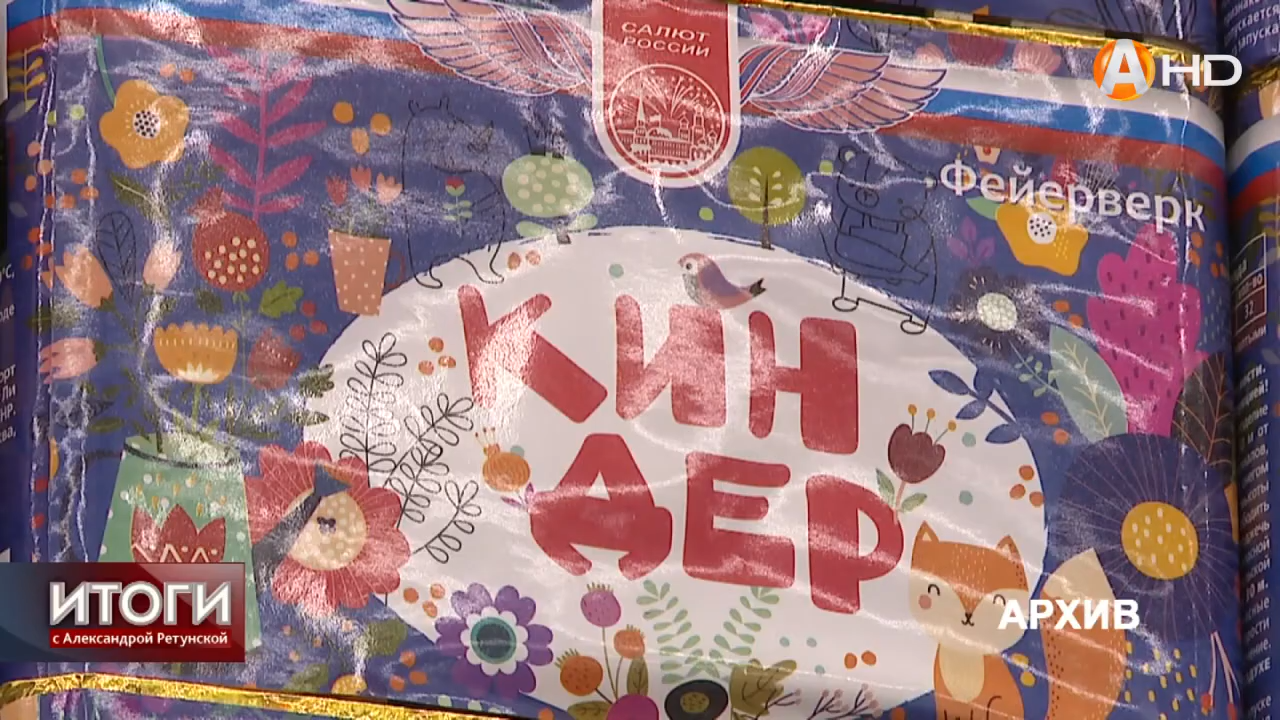 САЛЮТ
РОССИИ
А HD
Фейерверк
КИН
ДЕР
ИТОГИ
с Александрой Ретунской
АРХИВ